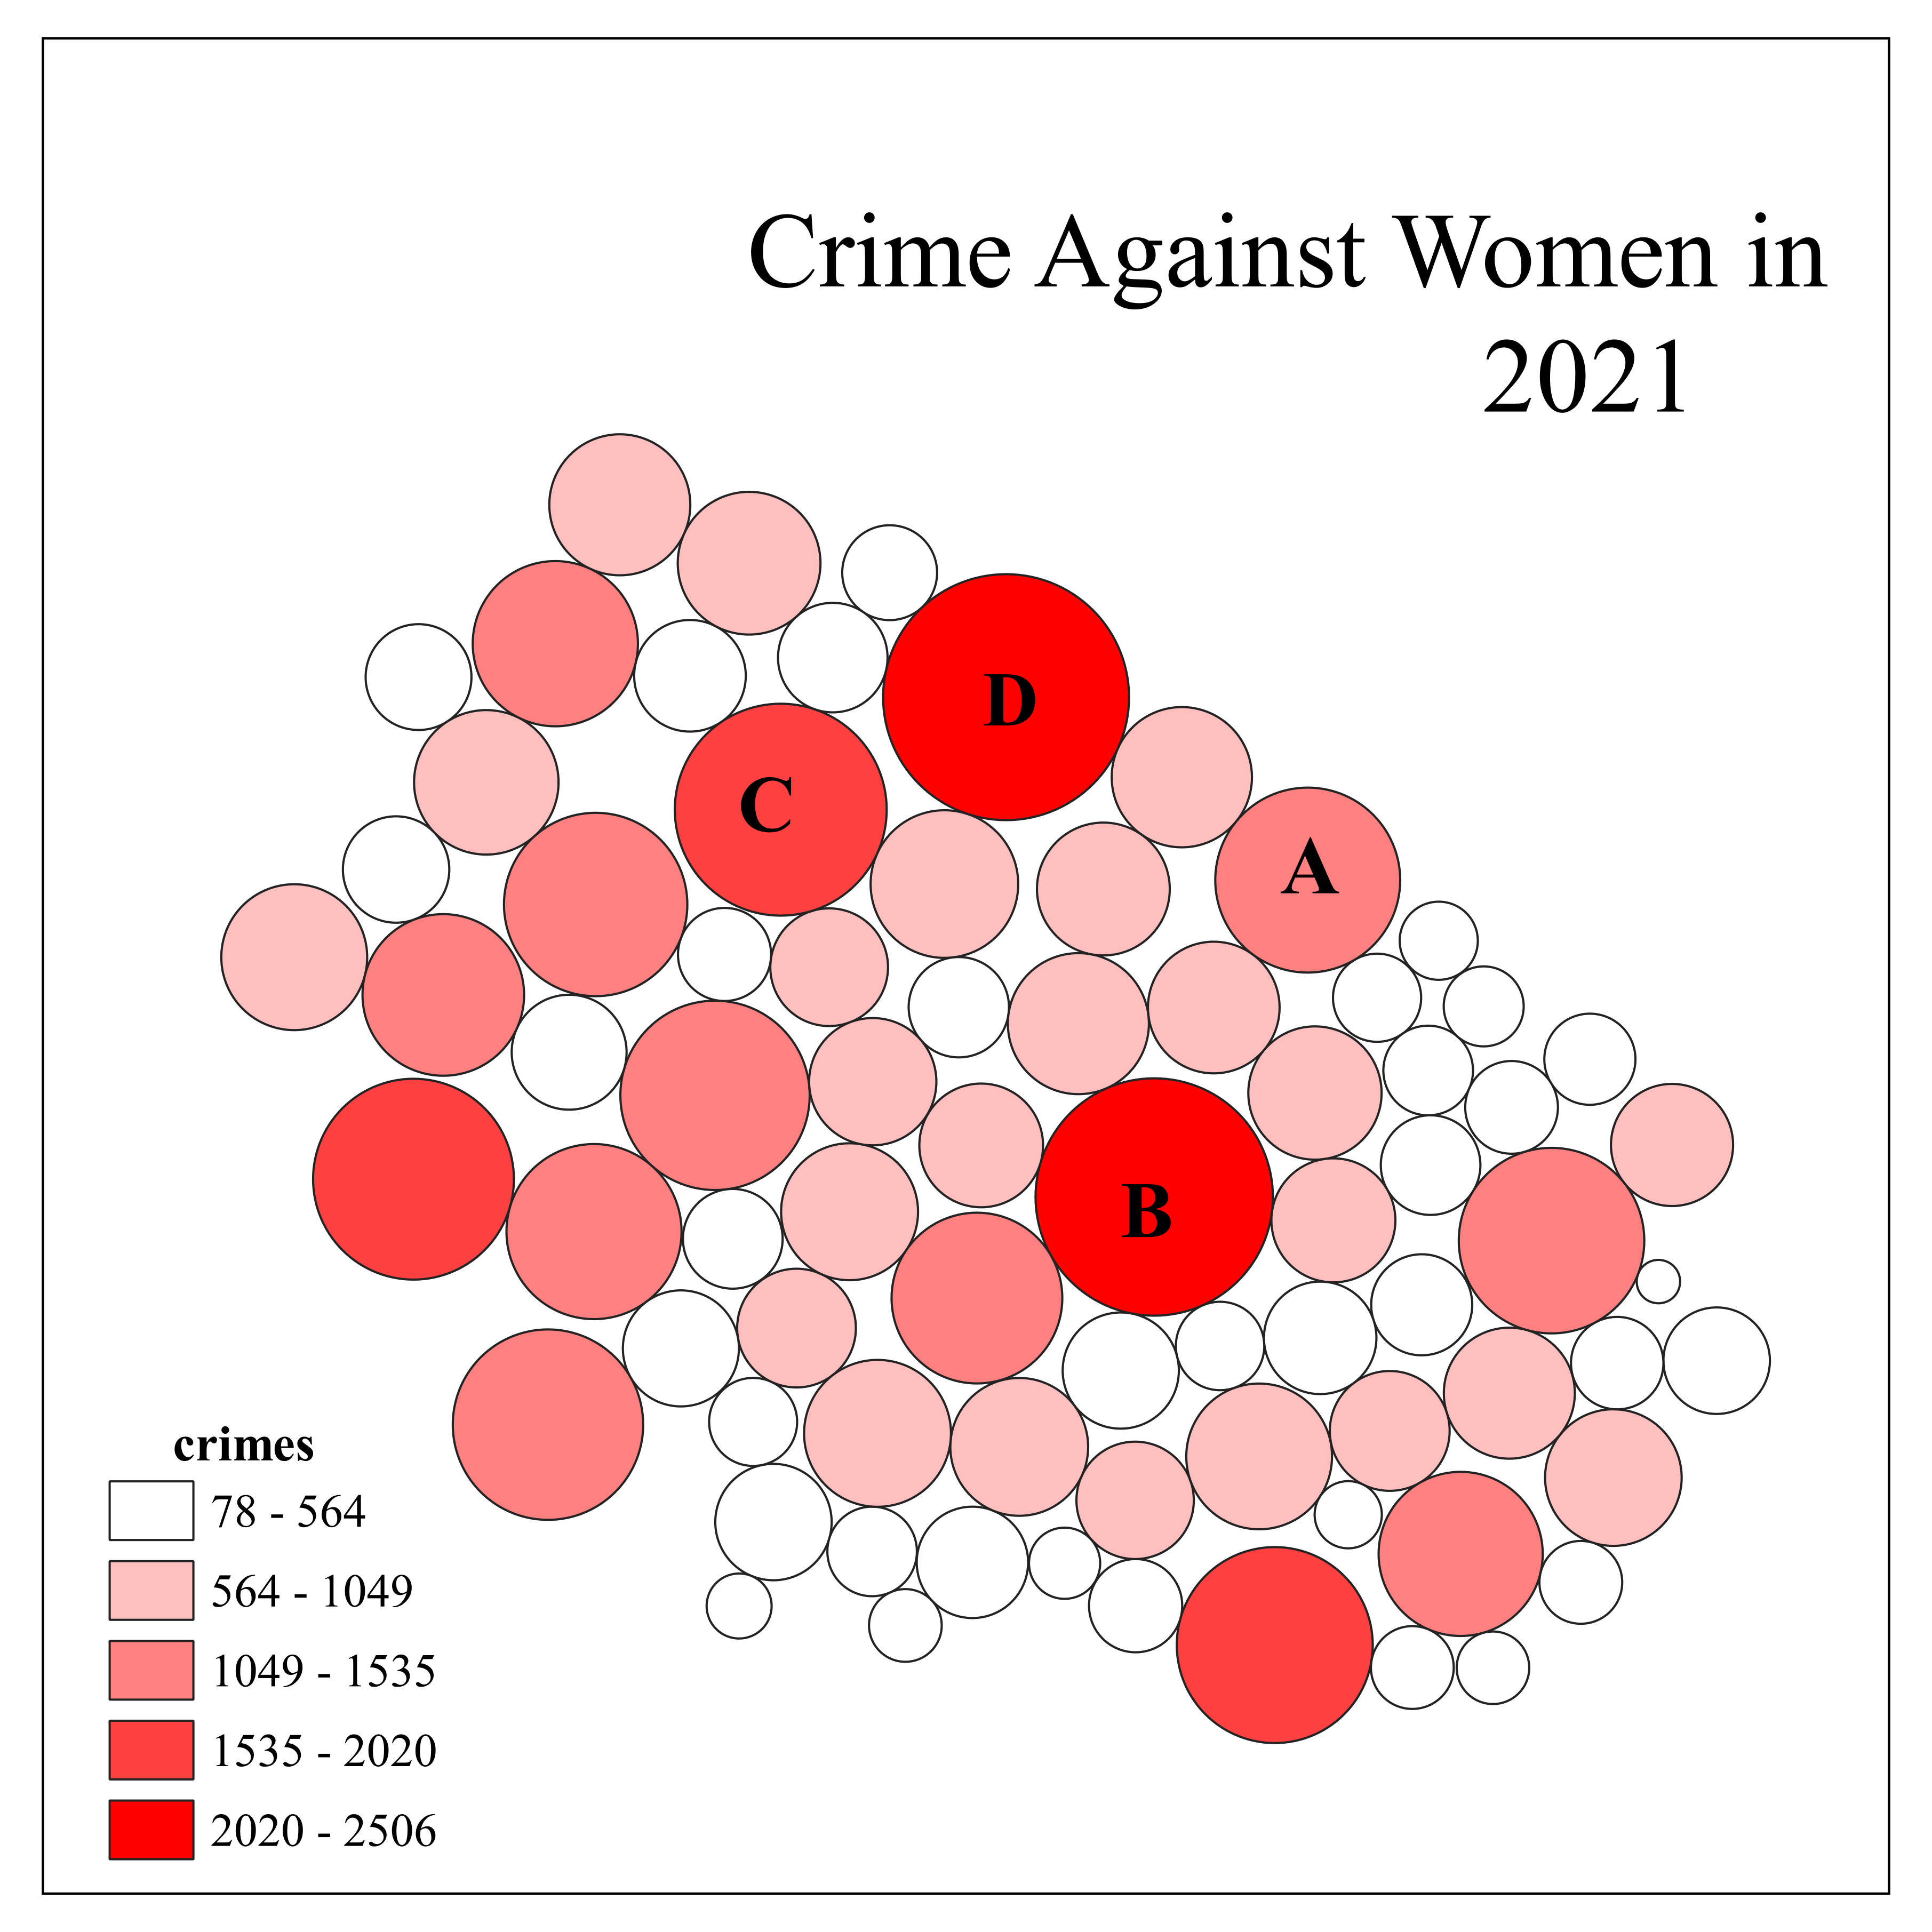 Crime Against Women in
2021
D
C
A
B
crimes
78 - 564
564 - 1049
1049 - 1535
1535 - 2020
2020 - 2506